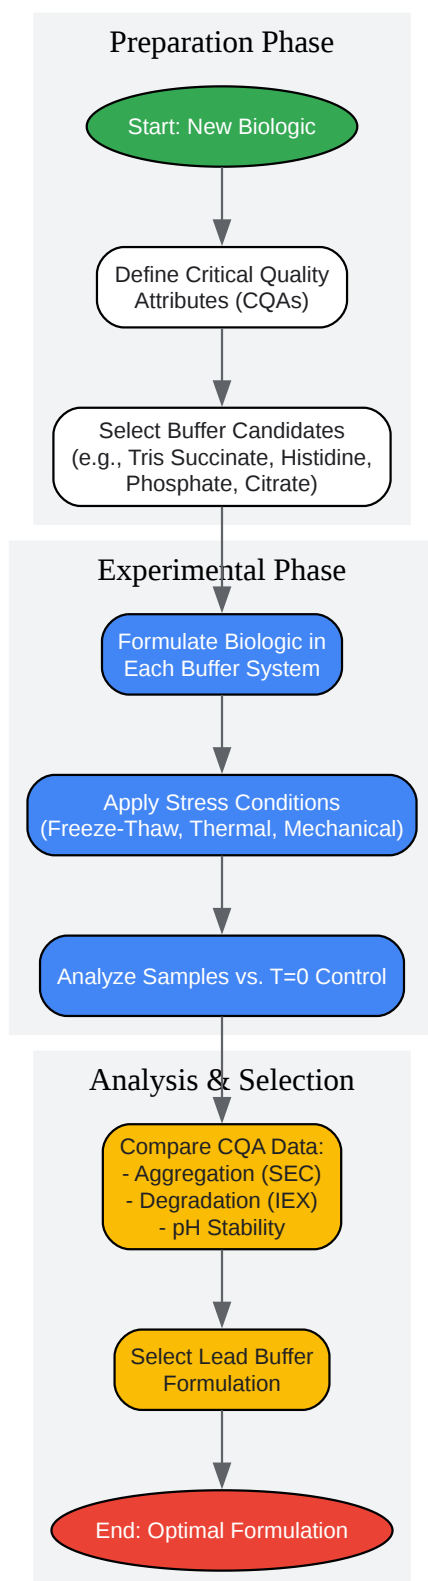 Preparation Phase
Start: New Biologic
Define Critical Quality
Attributes (CQAs)
Select Buffer Candidates
(e.g., Tris Succinate, Histidine,
Phosphate, Citrate)
Experimental Phase
Formulate Biologic in
Each Buffer System
Apply Stress Conditions
(Freeze-Thaw, Thermal, Mechanical)
Analyze Samples vs. T=0 Control
Analysis & Selection
Compare CQA Data:
- Aggregation (SEC)
- Degradation (IEX)
- pH Stability
Select Lead Buffer
Formulation
End: Optimal Formulation